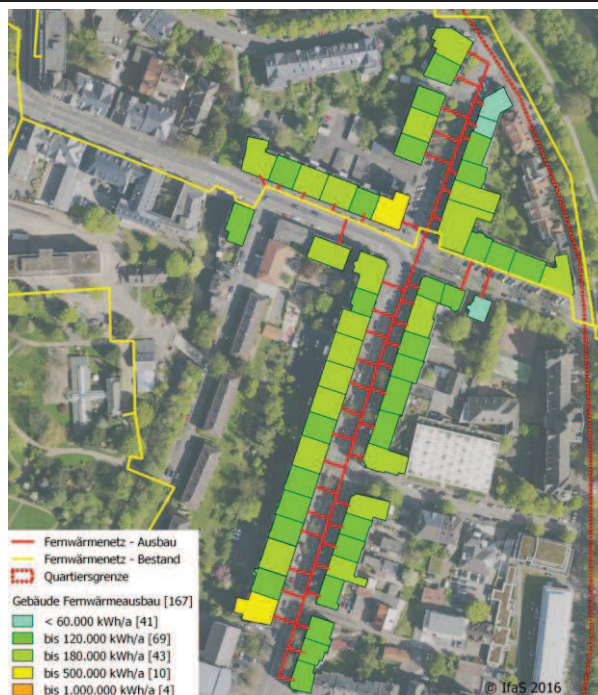 Fernwärmenetz - Ausbau
Fernwärmenetz - Bestand
Quartiersgrenze
Gebäude Fernwärmeausbau [167]
< 60.000 kWh/a [41]
bis 120.000 kWh/a [69]
bis 180.000 kWh/a [43]
bis 500.000 kWh/a [10]
bis 1.000.000 kWh/a [4]
© IfaS 2016